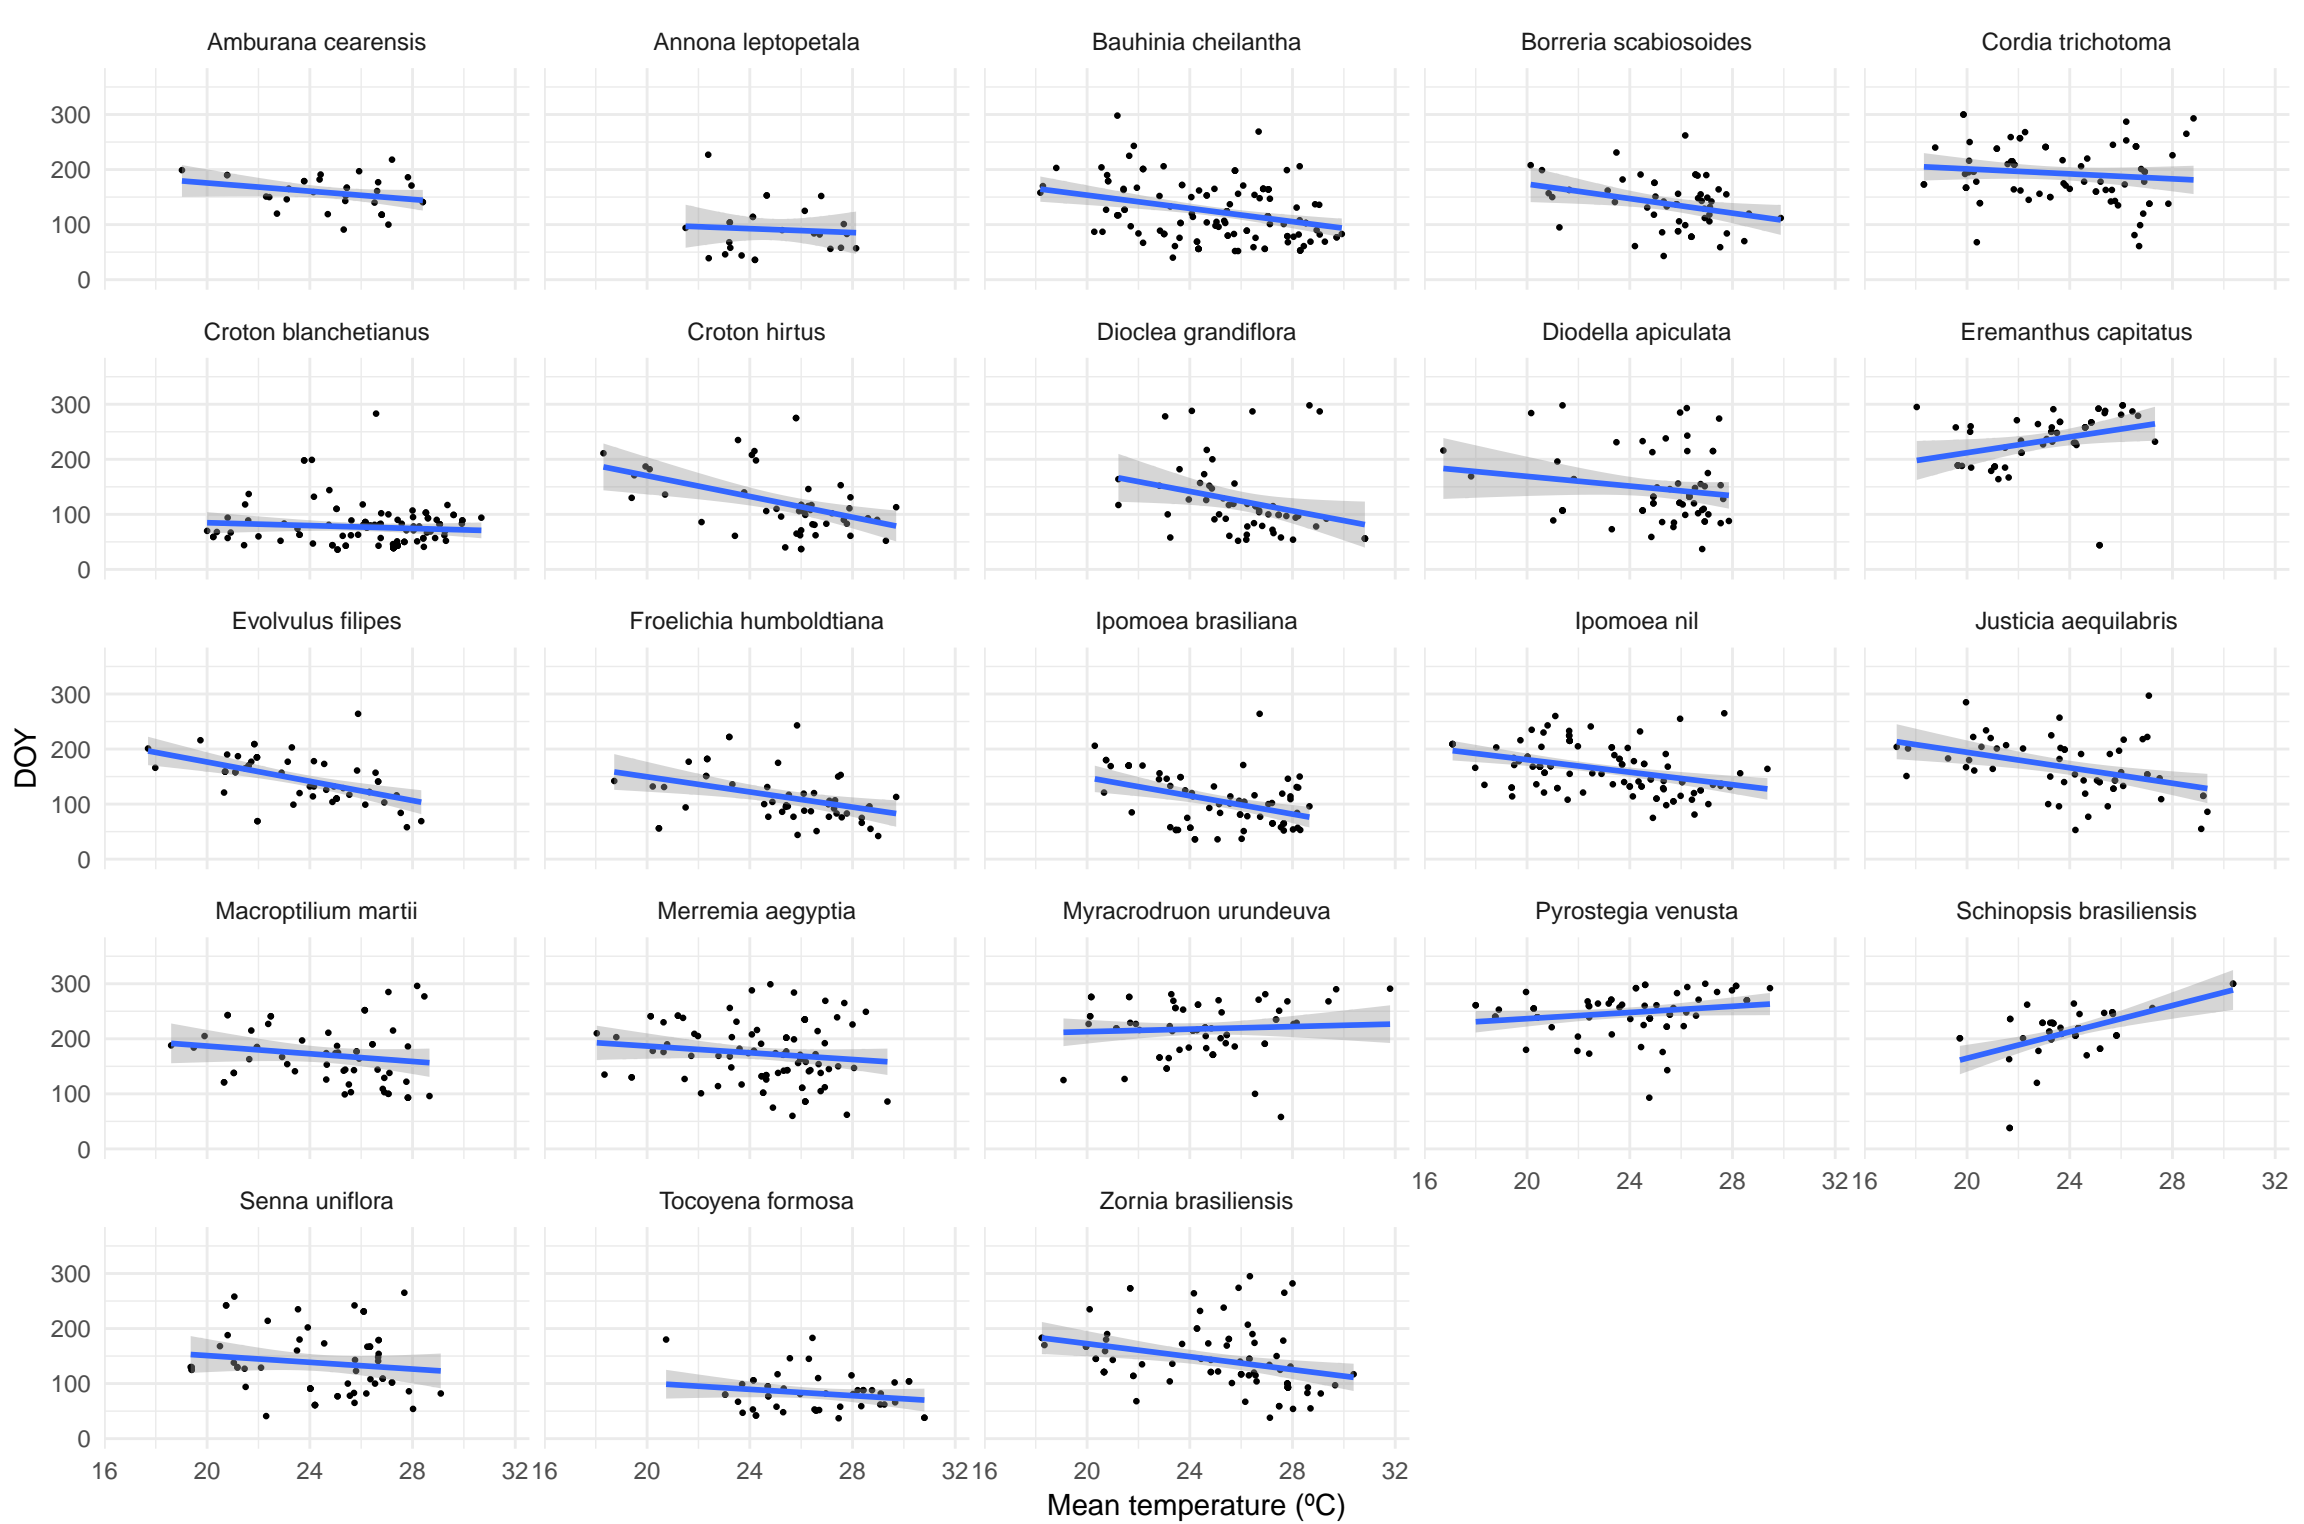 Amburana cearensis Annona leptopetala Bauhinia cheilantha Borreria scabiosoides Cordia trichotoma
300
200
100
0
Croton blanchetianus Croton hirtus Dioclea grandiflora Diodella apiculata Eremanthus capitatus
300
200
100
0
Evolvulus filipes Froelichia humboldtiana Ipomoea brasiliana Ipomoea nil Justicia aequilabris
300
200
100
0
DOY
Macroptilium martii Merremia aegyptia Myracrodruon urundeuva Pyrostegia venusta Schinopsis brasiliensis
300
200
100
0
16 20 24 28 32 16 20 24 28 32
Senna uniflora Tocoyena formosa Zornia brasiliensis
300
200
100
0
16 20 24 28 32 16 20 24 28 32 16 20 24 28 32
Mean temperature (ºC)